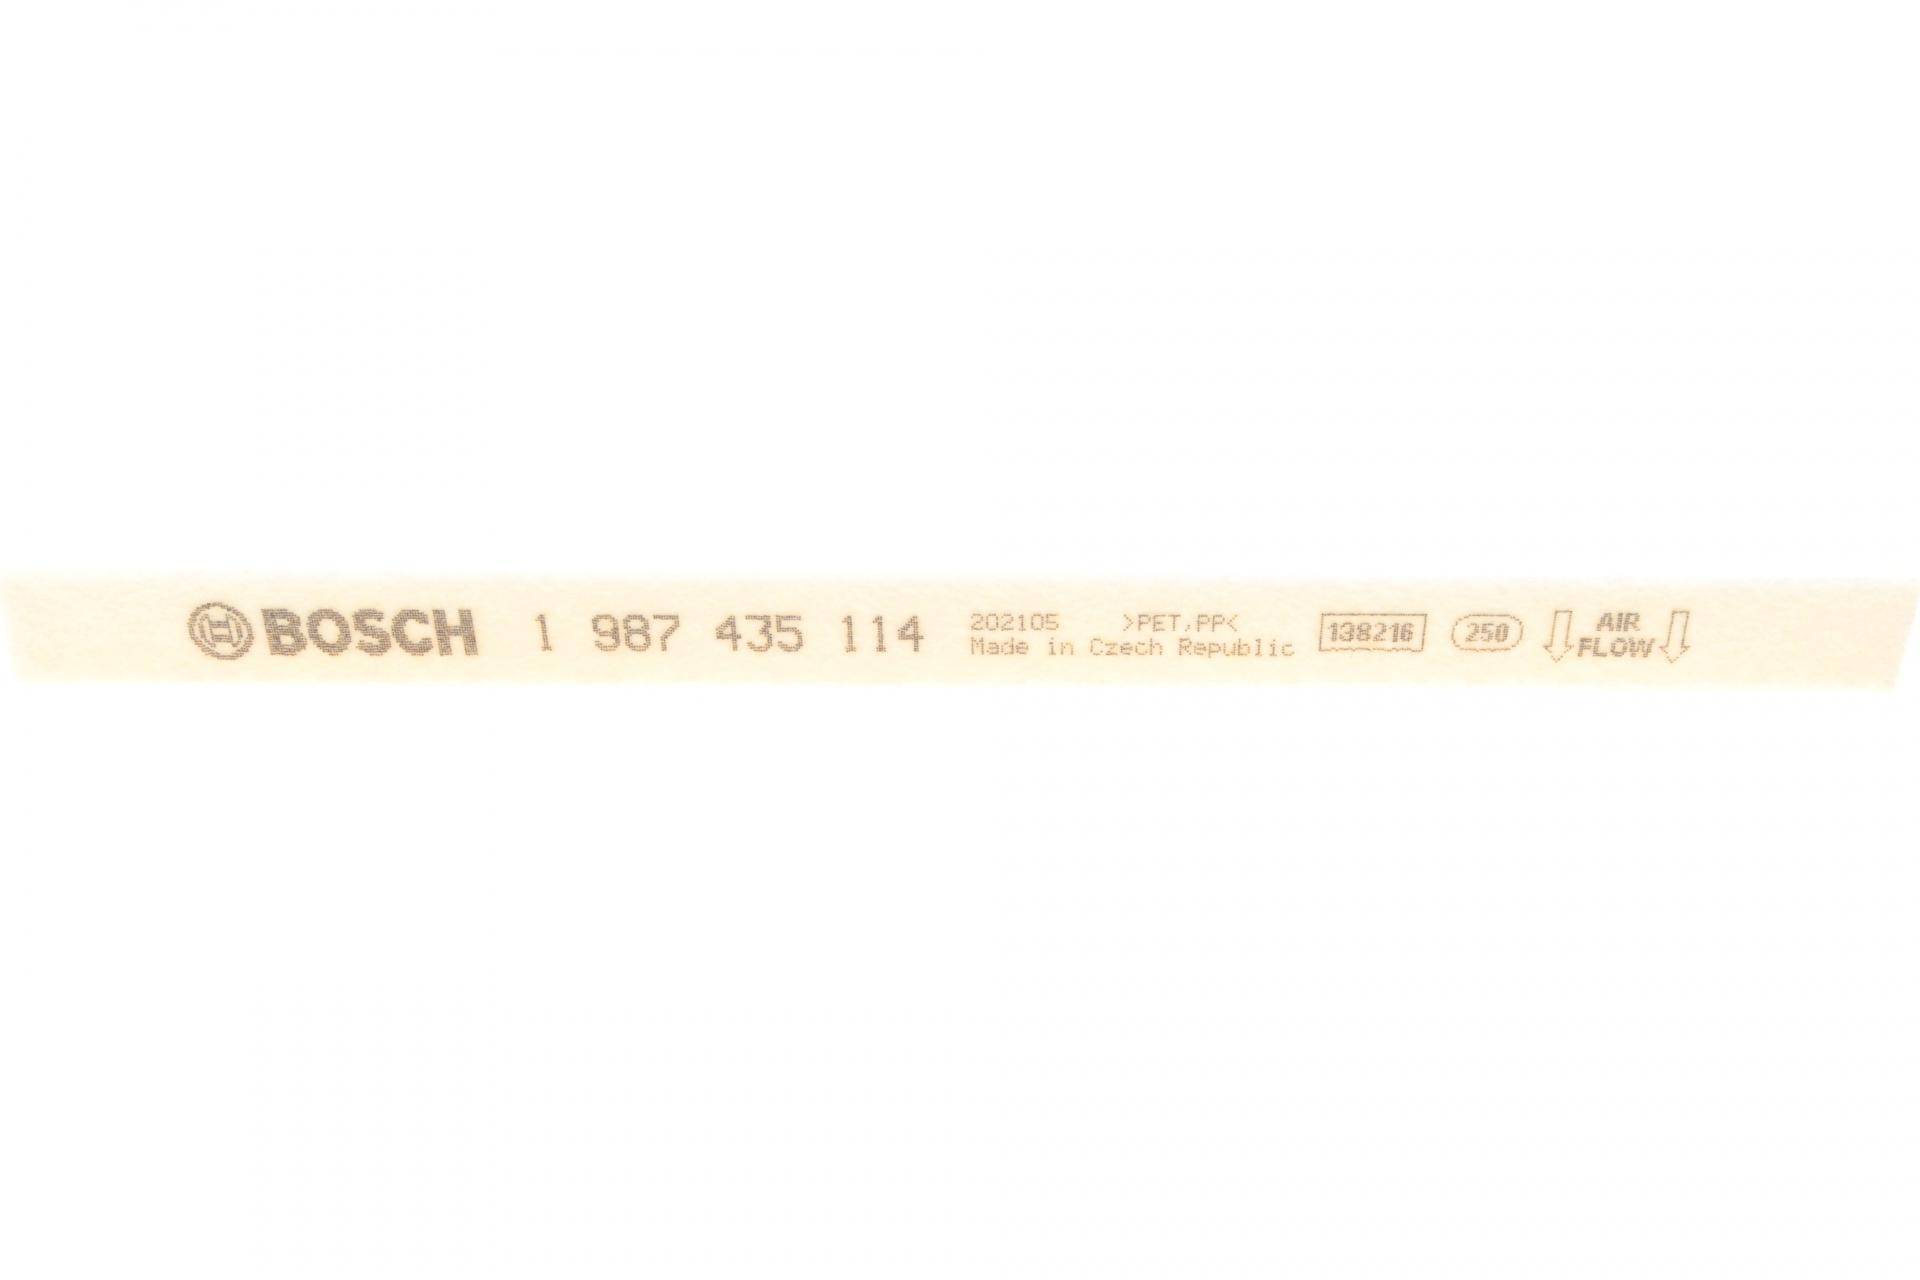 BOSCH 1 987 435 114
202105 >PET,PP<
Made in Czech Republic
138216
250
AIR
FLOW